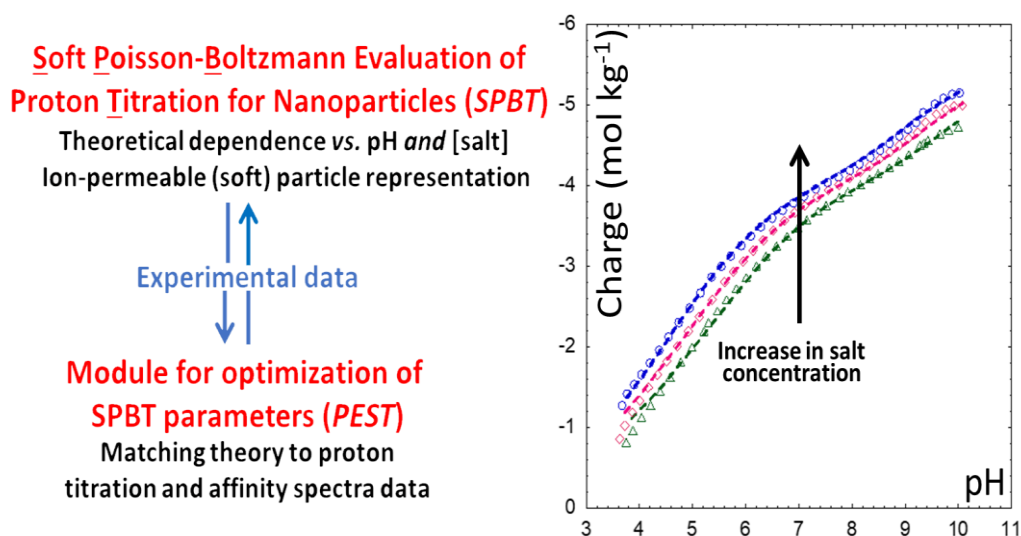 Soft Poisson-Boltzmann Evaluation of
Proton Titration for Nanoparticles (SPBT)
Theoretical dependence vs. pH and [salt]
Ion-permeable (soft) particle representation
Experimental data
Module for optimization of
SPBT parameters (PEST)
Matching theory to proton
titration and affinity spectra data
Charge (mol kg⁻¹)
-6
-5
-4
-3
-2
-1
0
Increase in salt
concentration
pH
3 4 5 6 7 8 9 10 11